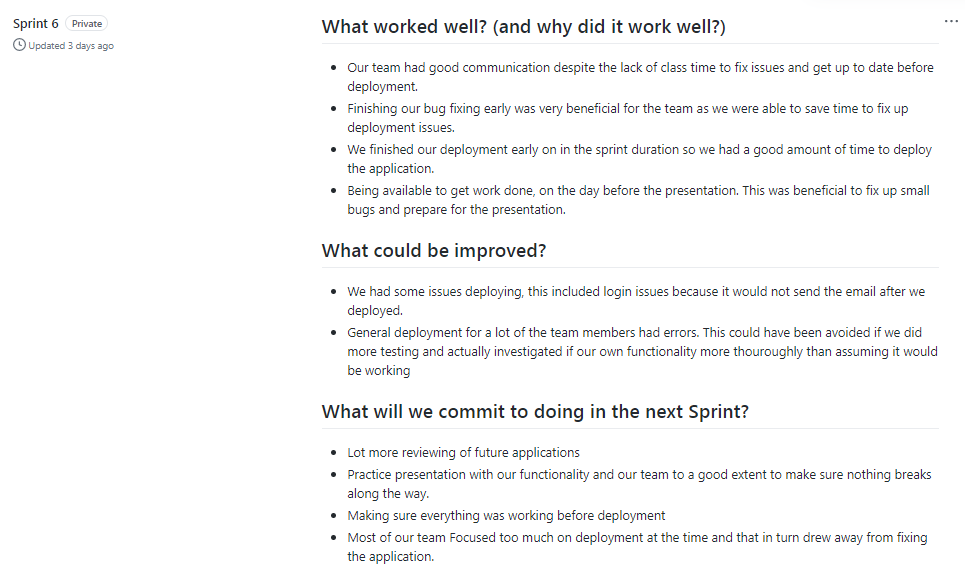 Sprint 6 Private
Updated 3 days ago
What worked well? (and why did it work well?)
Our team had good communication despite the lack of class time to fix issues and get up to date before
deployment.
Finishing our bug fixing early was very beneficial for the team as we were able to save time to fix up
deployment issues.
We finished our deployment early on in the sprint duration so we had a good amount of time to deploy
the application.
Being available to get work done, on the day before the presentation. This was beneficial to fix up small
bugs and prepare for the presentation.
What could be improved?
We had some issues deploying, this included login issues because it would not send the email after we
deployed.
General deployment for a lot of the team members had errors. This could have been avoided if we did
more testing and actually investigated if our own functionality more thouroughly than assuming it would
be working
What will we commit to doing in the next Sprint?
Lot more reviewing of future applications
Practice presentation with our functionality and our team to a good extent to make sure nothing breaks
along the way.
Making sure everything was working before deployment
Most of our team Focused too much on deployment at the time and that in turn drew away from fixing
the application.